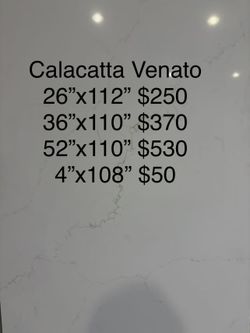 Calacatta Venato
26”x112” $250
36”x110” $370
52”x110” $530
4”x108” $50